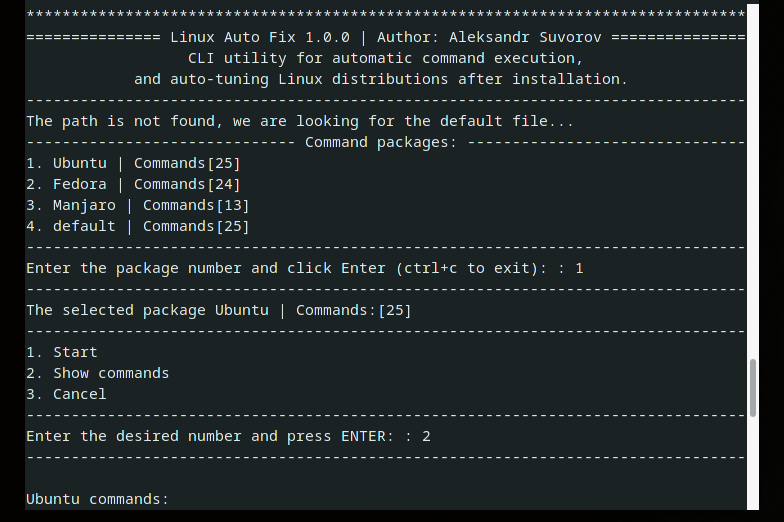 ********************************************************************************
=============== Linux Auto Fix 1.0.0 | Author: Aleksandr Suvorov ===============
CLI utility for automatic command execution,
and auto-tuning Linux distributions after installation.
--------------------------------------------------------------------------------
The path is not found, we are looking for the default file...
------------------------------ Command packages: -------------------------------
1. Ubuntu | Commands[25]
2. Fedora | Commands[24]
3. Manjaro | Commands[13]
4. default | Commands[25]
--------------------------------------------------------------------------------
Enter the package number and click Enter (ctrl+c to exit): : 1
--------------------------------------------------------------------------------
The selected package Ubuntu | Commands:[25]
--------------------------------------------------------------------------------
1. Start
2. Show commands
3. Cancel
--------------------------------------------------------------------------------
Enter the desired number and press ENTER: : 2
--------------------------------------------------------------------------------
Ubuntu commands: